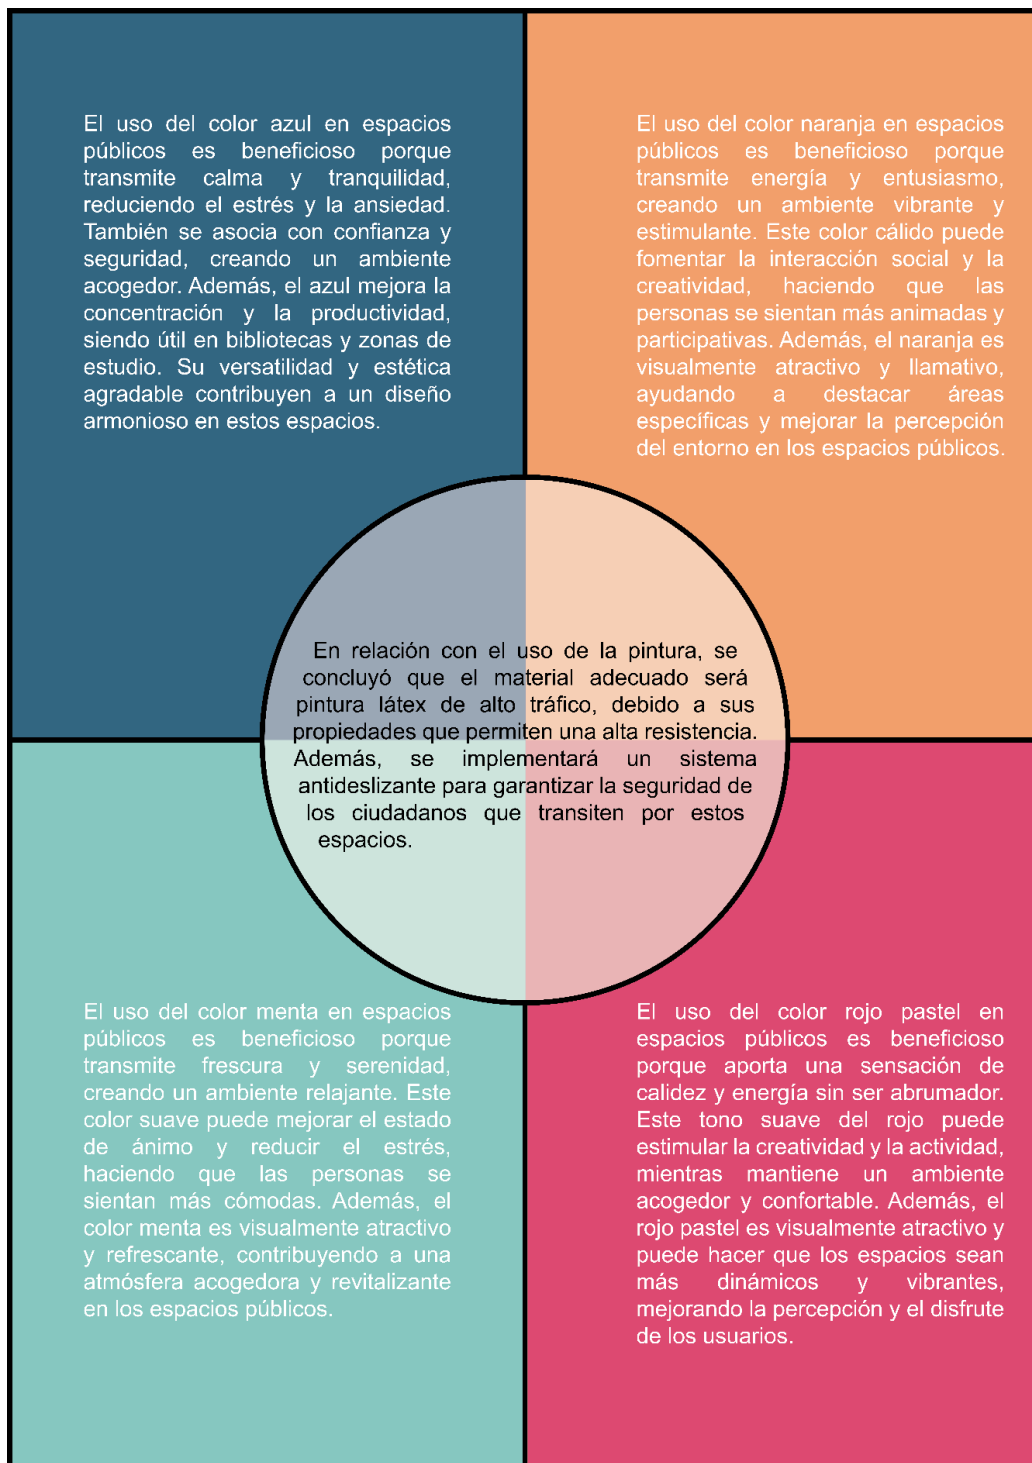 El uso del color azul en espacios
públicos es beneficioso porque
transmite calma y tranquilidad,
reduciendo el estrés y la ansiedad.
También se asocia con confianza y
seguridad, creando un ambiente
acogedor. Además, el azul mejora la
concentración y la productividad,
siendo útil en bibliotecas y zonas de
estudio. Su versatilidad y estética
agradable contribuyen a un diseño
armonioso en estos espacios.
El uso del color naranja en espacios
públicos es beneficioso porque
transmite energía y entusiasmo,
creando un ambiente vibrante y
estimulante. Este color cálido puede
fomentar la interacción social y la
creatividad, haciendo que las
personas se sientan más animadas y
participativas. Además, el naranja es
visualmente atractivo y llamativo,
ayudando a destacar áreas
específicas y mejorar la percepción
del entorno en los espacios públicos.
En relación con el uso de la pintura, se
concluyó que el material adecuado será
pintura látex de alto tráfico, debido a sus
propiedades que permiten una alta resistencia.
Además, se implementará un sistema
antideslizante para garantizar la seguridad de
los ciudadanos que transiten por estos
espacios.
El uso del color menta en espacios
públicos es beneficioso porque
transmite frescura y serenidad,
creando un ambiente relajante. Este
color suave puede mejorar el estado
de ánimo y reducir el estrés,
haciendo que las personas se
sientan más cómodas. Además, el
color menta es visualmente atractivo
y refrescante, contribuyendo a una
atmósfera acogedora y revitalizante
en los espacios públicos.
El uso del color rojo pastel en
espacios públicos es beneficioso
porque aporta una sensación de
calidez y energía sin ser abrumador.
Este tono suave del rojo puede
estimular la creatividad y la actividad,
mientras mantiene un ambiente
acogedor y confortable. Además, el
rojo pastel es visualmente atractivo y
puede hacer que los espacios sean
más dinámicos y vibrantes,
mejorando la percepción y el disfrute
de los usuarios.